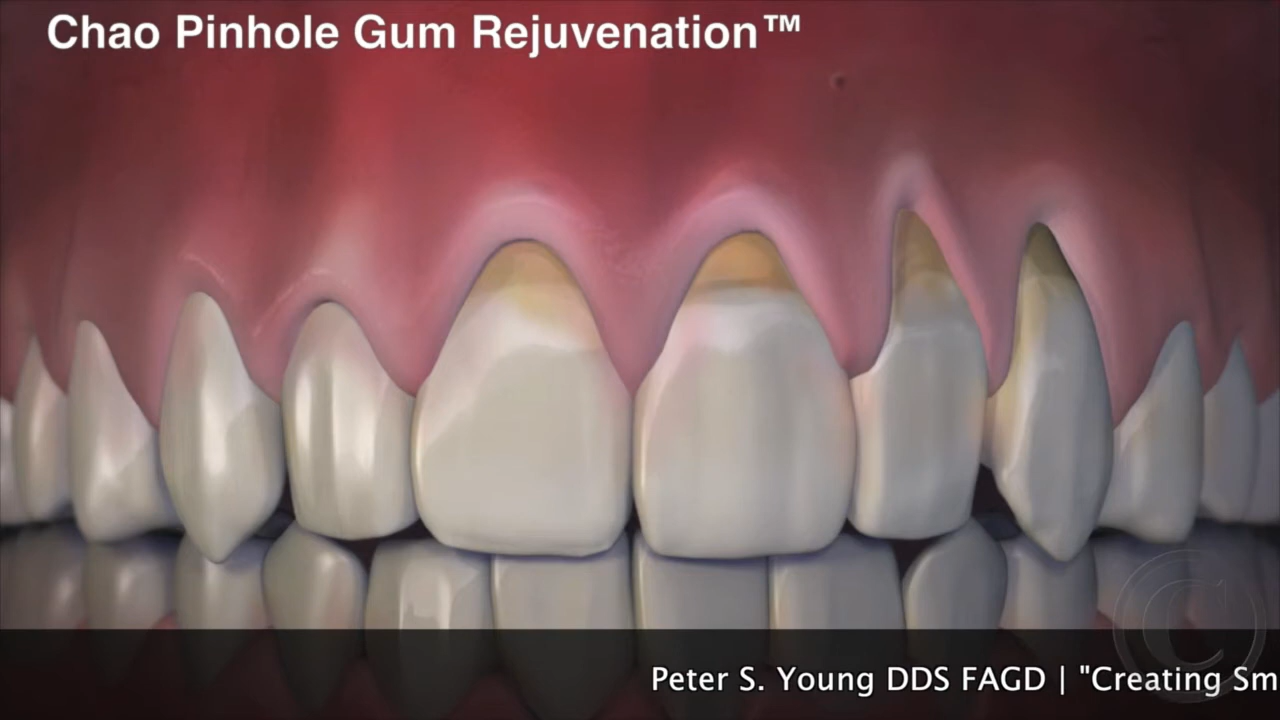 Chao Pinhole Gum Rejuvenation™
©
Peter S. Young DDS FAGD | "Creating Sm